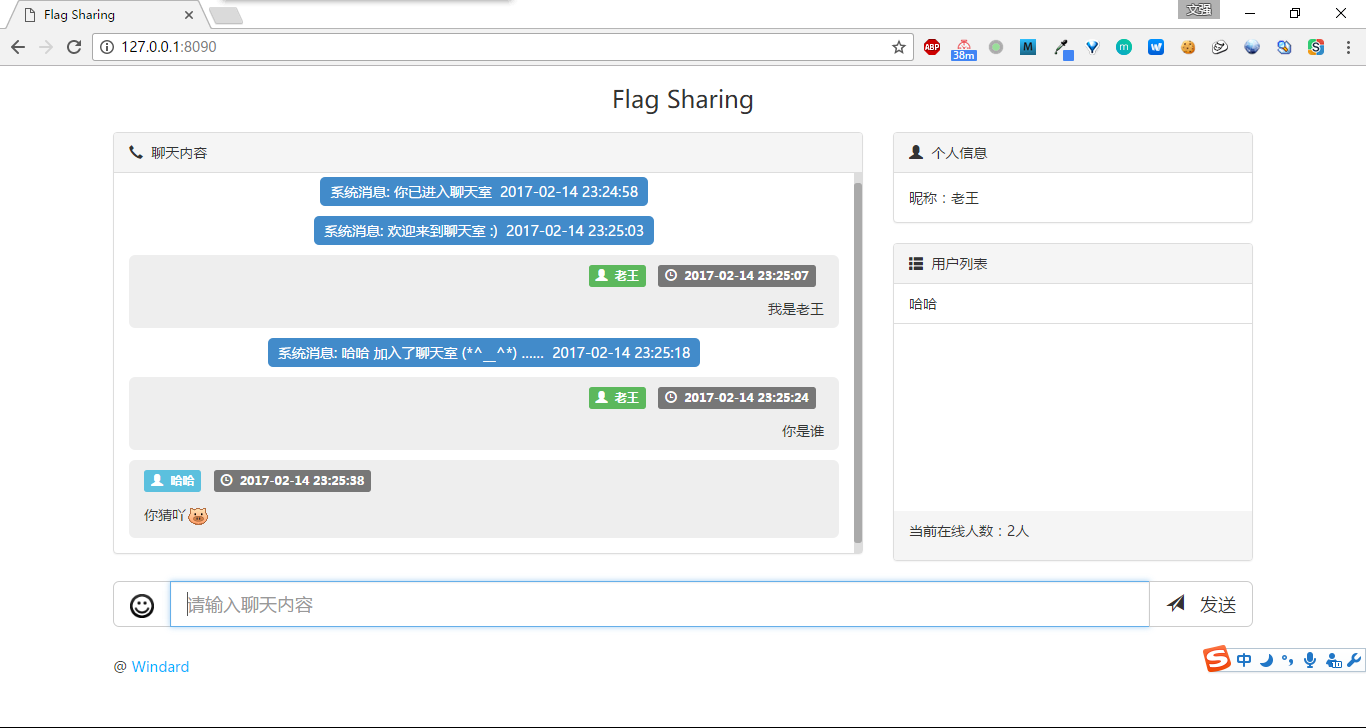 Flag Sharing
文强
127.0.0.1:8090
ABP
38m
M
m
W
S
Flag Sharing
聊天内容
系统消息: 你已进入聊天室 2017-02-14 23:24:58
系统消息: 欢迎来到聊天室 :) 2017-02-14 23:25:03
老王 2017-02-14 23:25:07
我是老王
系统消息: 哈哈 加入了聊天室 (*^__^*) …… 2017-02-14 23:25:18
老王 2017-02-14 23:25:24
你是谁
哈哈 2017-02-14 23:25:38
你猜吖
个人信息
昵称：老王
用户列表
哈哈
当前在线人数：2人
请输入聊天内容
发送
@ Windard
S 中